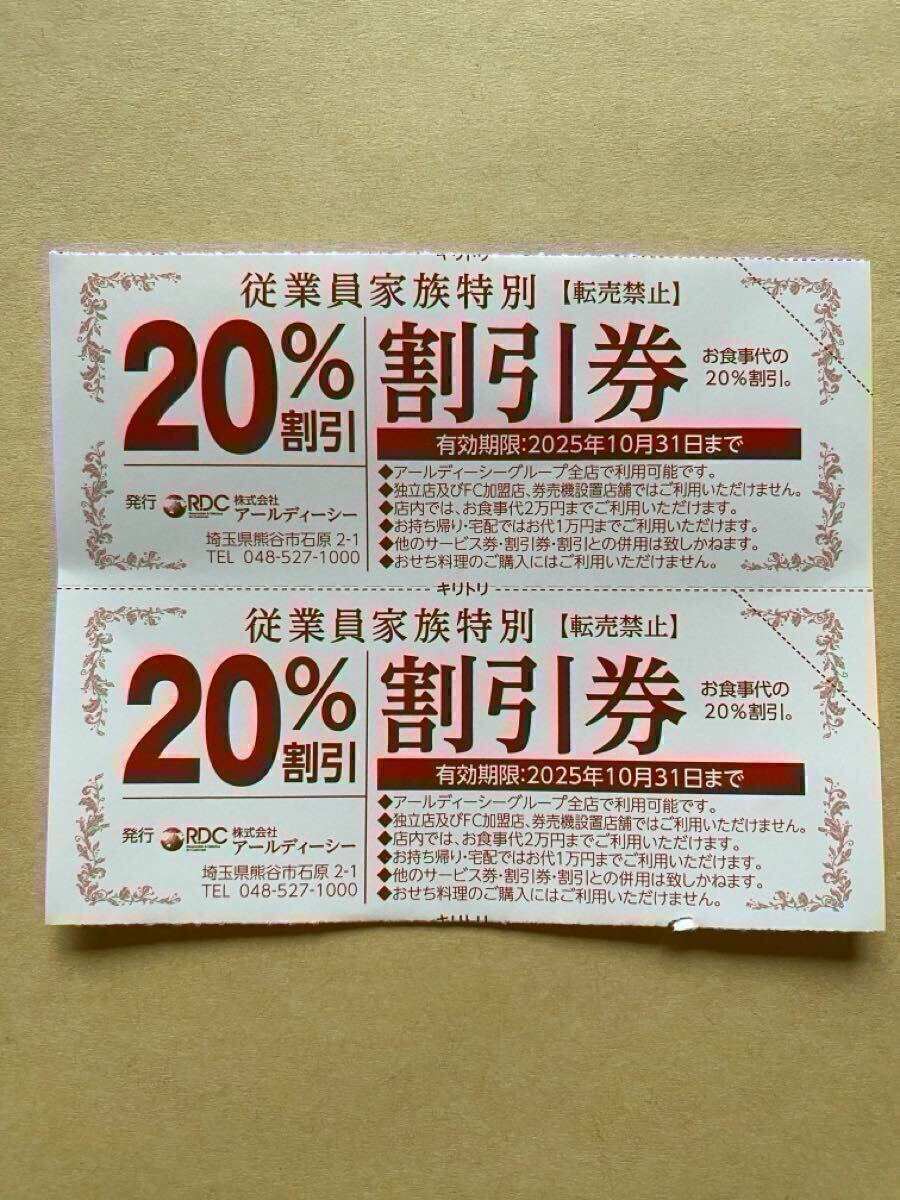 キリトリ
従業員家族特別【転売禁止】
20%割引
割引券
お食事代の
20%割引。
有効期限:2025年10月31日まで
◆アールディーシーグループ全店で利用可能です。
◆独立店及びFC加盟店、券売機設置店舗ではご利用いただけません。
◆店内では、お食事代2万円までご利用いただけます。
◆お持ち帰り・宅配ではお代1万円までご利用いただけます。
◆他のサービス券・割引券・割引との併用は致しかねます。
◆おせち料理のご購入にはご利用いただけません。
発行 RDC 株式会社
アールディーシー
埼玉県熊谷市石原 2-1
TEL 048-527-1000
キリトリ
従業員家族特別【転売禁止】
20%割引
割引券
お食事代の
20%割引。
有効期限:2025年10月31日まで
◆アールディーシーグループ全店で利用可能です。
◆独立店及びFC加盟店、券売機設置店舗ではご利用いただけません。
◆店内では、お食事代2万円までご利用いただけます。
◆お持ち帰り・宅配ではお代1万円までご利用いただけます。
◆他のサービス券・割引券・割引との併用は致しかねます。
◆おせち料理のご購入にはご利用いただけません。
発行 RDC 株式会社
アールディーシー
埼玉県熊谷市石原 2-1
TEL 048-527-1000
キリトリ